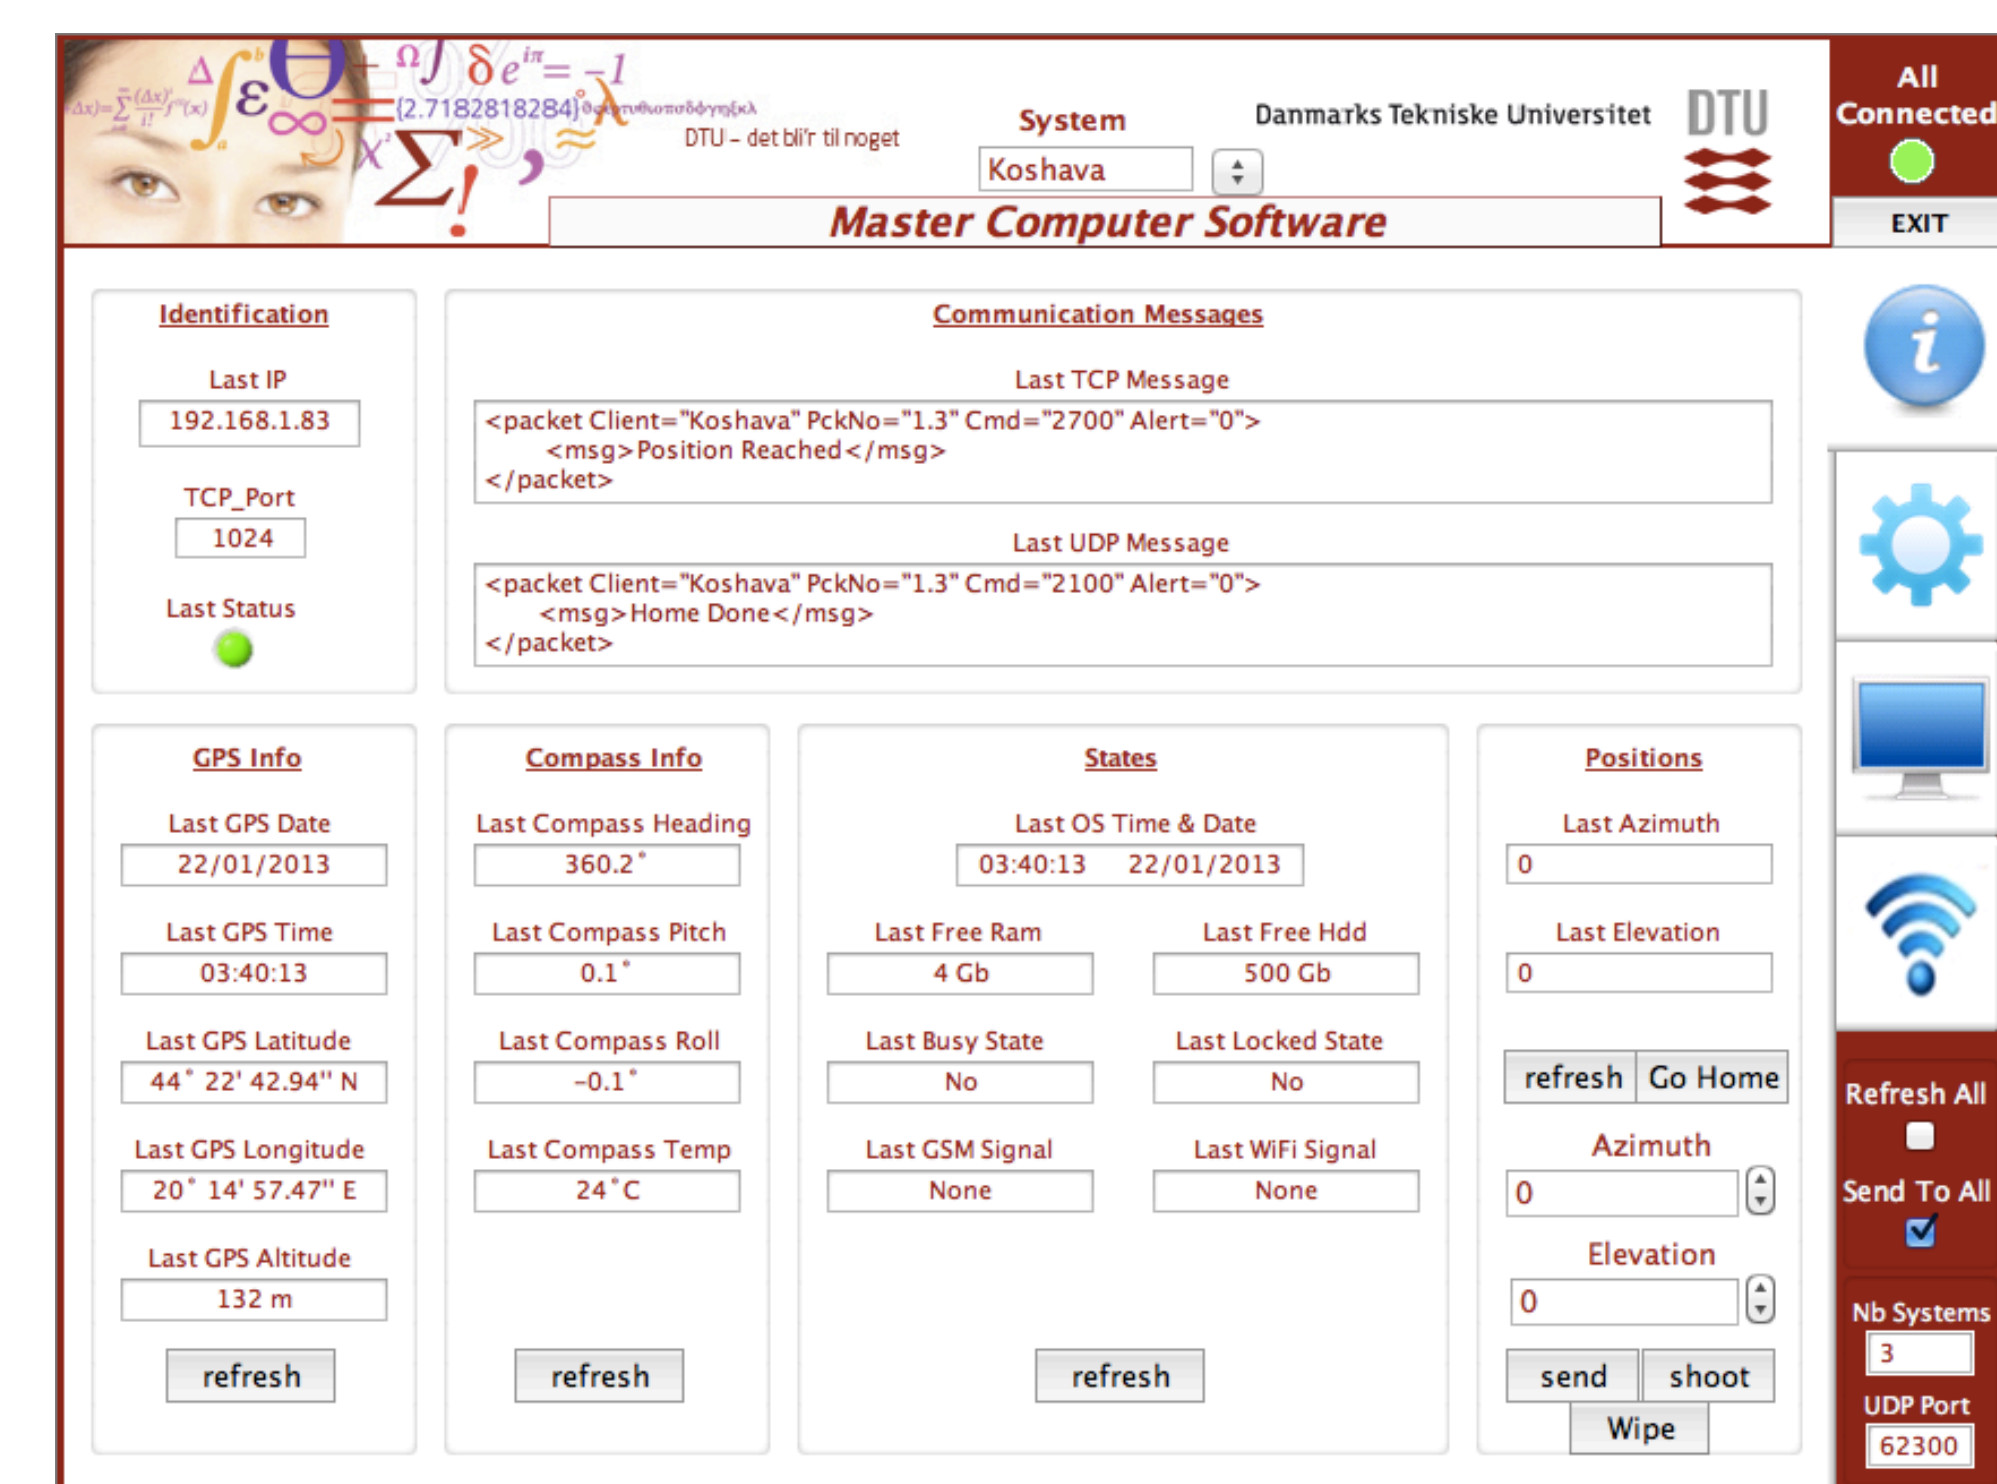 Δ
∫
b
a
ε
Θ
+
Ω
∫
δ
e^{iπ}
= -1
∞
=
{2.7182818284}
χ²
Σ
!
≫
≈
,
λ
DTU – det bli'r til noget
System
Koshava
Danmarks Tekniske Universitet
DTU
Master Computer Software
All
Connected
EXIT
i
Identification
Last IP
192.168.1.83
TCP_Port
1024
Last Status
Communication Messages
Last TCP Message
<packet Client="Koshava" PckNo="1.3" Cmd="2700" Alert="0">
<msg>Position Reached</msg>
</packet>
Last UDP Message
<packet Client="Koshava" PckNo="1.3" Cmd="2100" Alert="0">
<msg>Home Done</msg>
</packet>
GPS Info
Last GPS Date
22/01/2013
Last GPS Time
03:40:13
Last GPS Latitude
44° 22' 42.94'' N
Last GPS Longitude
20° 14' 57.47'' E
Last GPS Altitude
132 m
refresh
Compass Info
Last Compass Heading
360.2°
Last Compass Pitch
0.1°
Last Compass Roll
-0.1°
Last Compass Temp
24°C
refresh
States
Last OS Time & Date
03:40:13 22/01/2013
Last Free Ram
4 Gb
Last Free Hdd
500 Gb
Last Busy State
No
Last Locked State
No
Last GSM Signal
None
Last WiFi Signal
None
refresh
Positions
Last Azimuth
0
Last Elevation
0
refresh
Go Home
Azimuth
0
Elevation
0
send
shoot
Wipe
Refresh All
Send To All
Nb Systems
3
UDP Port
62300